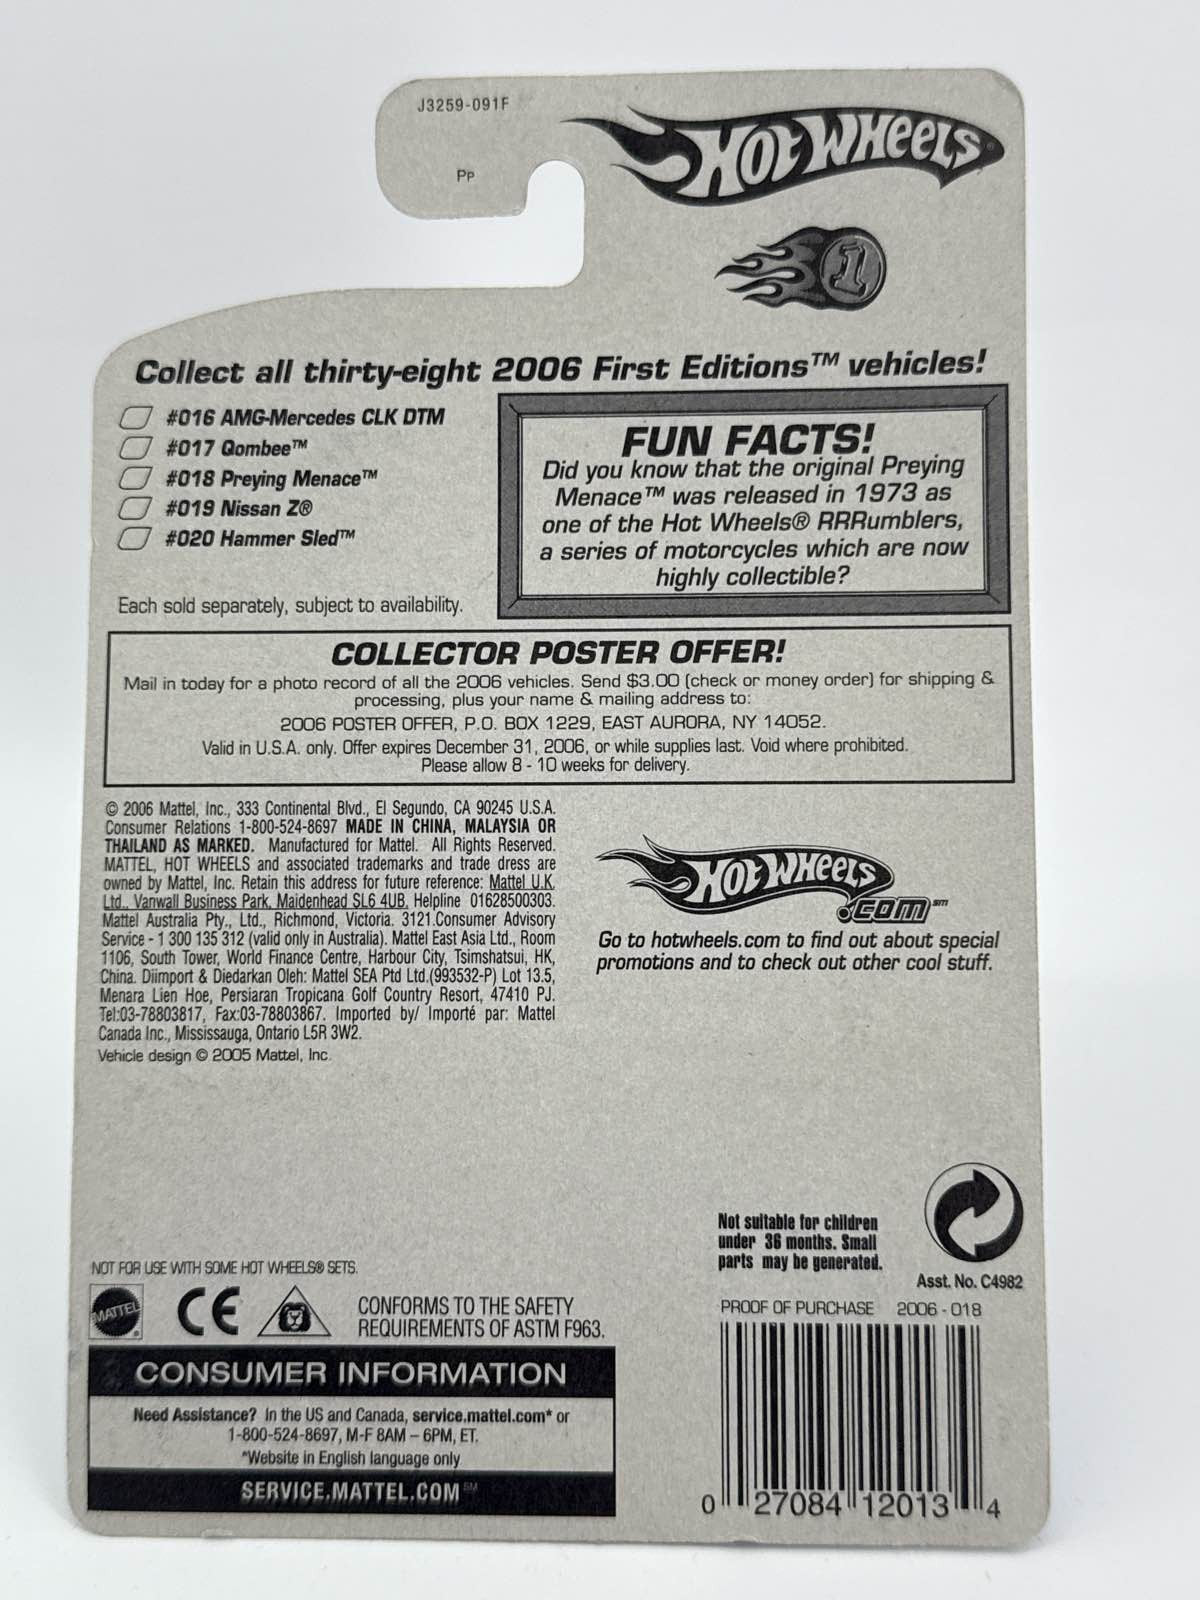 J3259-091F
Pp
HOT WHEELS®
1
Collect all thirty-eight 2006 First Editions™ vehicles!
#016 AMG-Mercedes CLK DTM
#017 Qombee™
#018 Preying Menace™
#019 Nissan Z®
#020 Hammer Sled™
Each sold separately, subject to availability.
FUN FACTS!
Did you know that the original Preying
Menace™ was released in 1973 as
one of the Hot Wheels® RRRumblers,
a series of motorcycles which are now
highly collectible?
COLLECTOR POSTER OFFER!
Mail in today for a photo record of all the 2006 vehicles. Send $3.00 (check or money order) for shipping &
processing, plus your name & mailing address to:
2006 POSTER OFFER, P.O. BOX 1229, EAST AURORA, NY 14052.
Valid in U.S.A. only. Offer expires December 31, 2006, or while supplies last. Void where prohibited.
Please allow 8 - 10 weeks for delivery.
© 2006 Mattel, Inc., 333 Continental Blvd., El Segundo, CA 90245 U.S.A.
Consumer Relations 1-800-524-8697 MADE IN CHINA, MALAYSIA OR
THAILAND AS MARKED. Manufactured for Mattel. All Rights Reserved.
MATTEL, HOT WHEELS and associated trademarks and trade dress are
owned by Mattel, Inc. Retain this address for future reference: Mattel U.K.
Ltd., Vanwall Business Park, Maidenhead SL6 4UB. Helpline 01628500303.
Mattel Australia Pty., Ltd., Richmond, Victoria. 3121.Consumer Advisory
Service - 1 300 135 312 (valid only in Australia). Mattel East Asia Ltd., Room
1106, South Tower, World Finance Centre, Harbour City, Tsimshatsui, HK,
China. Diimport & Diedarkan Oleh: Mattel SEA Ptd Ltd.(993532-P) Lot 13.5,
Menara Lien Hoe, Persiaran Tropicana Golf Country Resort, 47410 PJ.
Tel:03-78803817, Fax:03-78803867. Imported by/ Importé par: Mattel
Canada Inc., Mississauga, Ontario L5R 3W2.
Vehicle design © 2005 Mattel, Inc.
HOT WHEELS
.COM℠
Go to hotwheels.com to find out about special
promotions and to check out other cool stuff.
Not suitable for children
under 36 months. Small
parts may be generated.
Asst. No. C4982
NOT FOR USE WITH SOME HOT WHEELS® SETS.
MATTEL®
CE
CONFORMS TO THE SAFETY
REQUIREMENTS OF ASTM F963.
CONSUMER INFORMATION
Need Assistance? In the US and Canada, service.mattel.com* or
1-800-524-8697, M-F 8AM – 6PM, ET.
*Website in English language only
SERVICE.MATTEL.COM℠
PROOF OF PURCHASE 2006 - 018
0 27084 12013 4